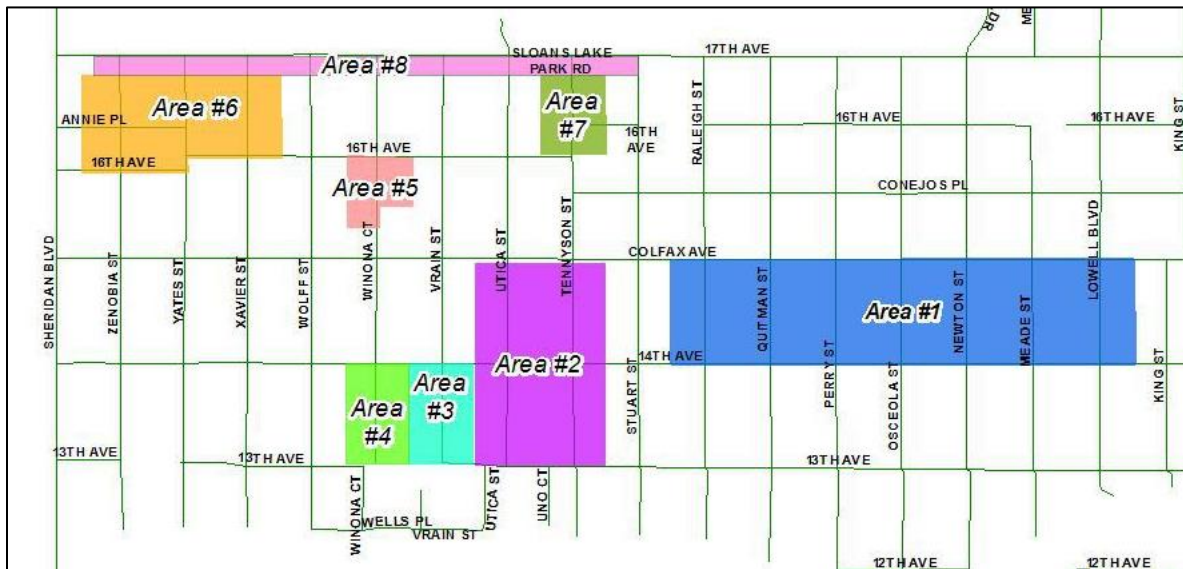 DR
ME
SLOANS LAKE
PARK RD
17TH AVE
Area #8
Area #6
Area
#7
ANNIE PL
16TH AVE
16TH
AVE
RALEIGH ST
16TH AVE
16TH AVE
KING ST
16TH AVE
Area #5
CONEJOS PL
SHERIDAN BLVD
ZENOBIA ST
YATES ST
XAVIER ST
WOLFF ST
WINONA CT
VRAIN ST
UTICA ST
TENNYSON ST
COLFAX AVE
LOWELL BLVD
QUITMAN ST
Area #1
NEWTON ST
MEADE ST
Area #2
14TH AVE
STUART ST
PERRY ST
OSCEOLA ST
KING ST
Area
#3
Area
#4
13TH AVE
13TH AVE
13TH AVE
WINONA CT
UTICA ST
UNO CT
WELLS PL
VRAIN ST
12TH AVE
12TH AVE